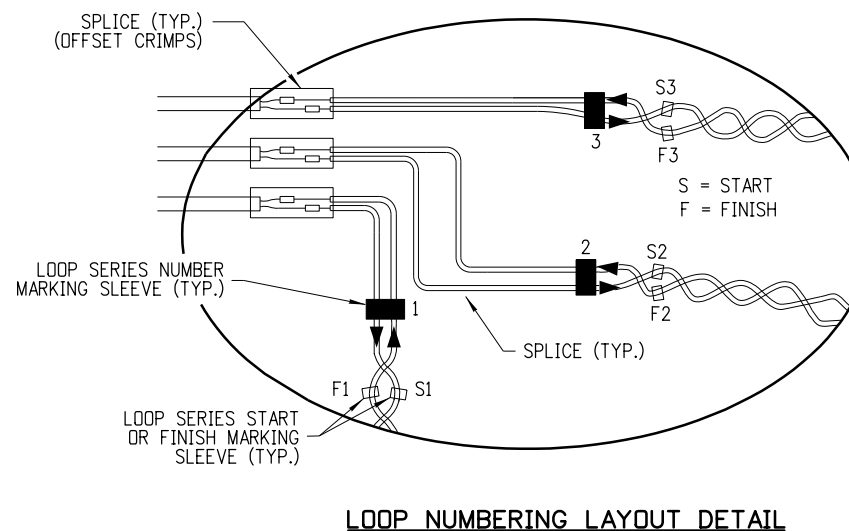 SPLICE (TYP.)
(OFFSET CRIMPS)
S3
3
F3
S = START
F = FINISH
2
S2
F2
LOOP SERIES NUMBER
MARKING SLEEVE (TYP.)
1
SPLICE (TYP.)
F1
S1
LOOP SERIES START
OR FINISH MARKING
SLEEVE (TYP.)
LOOP NUMBERING LAYOUT DETAIL